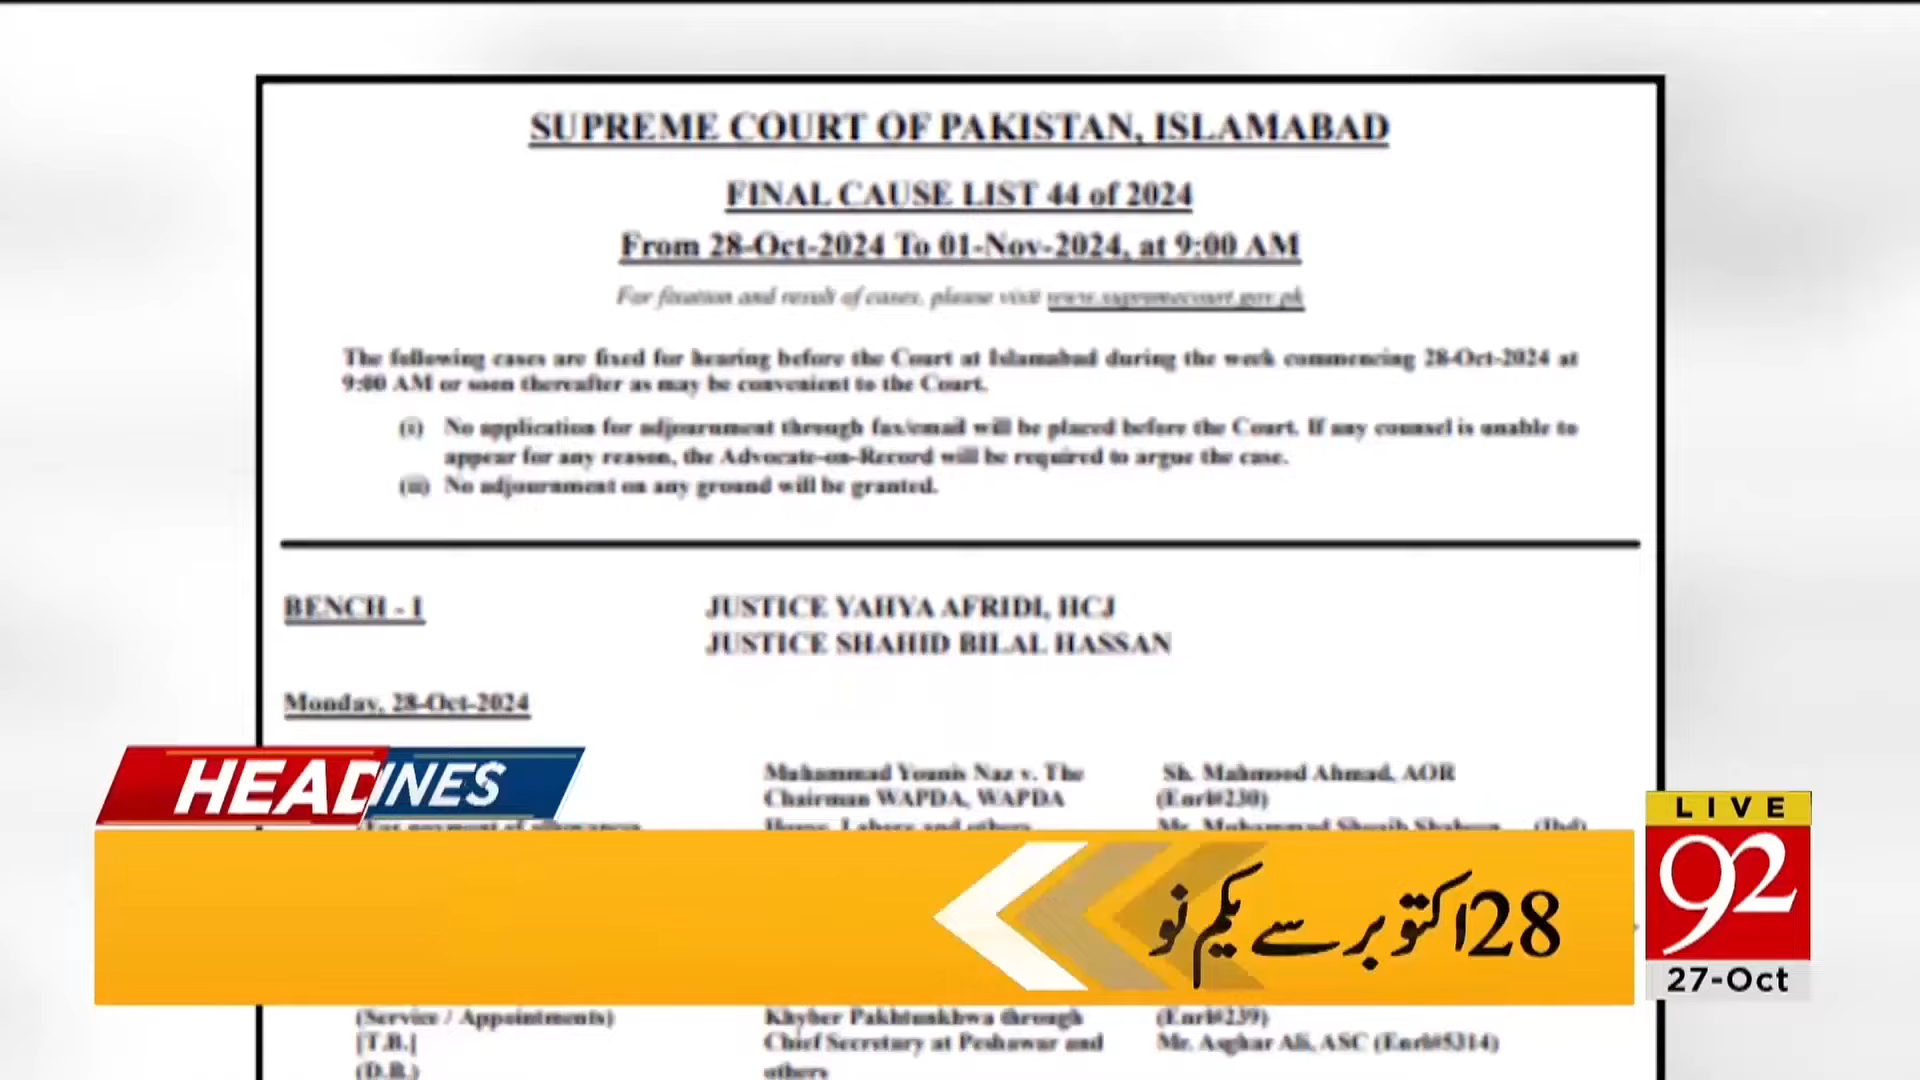 SUPREME COURT OF PAKISTAN, ISLAMABAD
FINAL CAUSE LIST 44 of 2024
From 28-Oct-2024 To 01-Nov-2024, at 9:00 AM
For fixation and result of cases, please visit www.supremecourt.gov.pk
The following cases are fixed for hearing before the Court at Islamabad during the week commencing 28-Oct-2024 at
9:00 AM or soon thereafter as may be convenient to the Court.
(i) No application for adjournment through fax/email will be placed before the Court. If any counsel is unable to
appear for any reason, the Advocate-on-Record will be required to argue the case.
(ii) No adjournment on any ground will be granted.
BENCH - I
JUSTICE YAHYA AFRIDI, HCJ
JUSTICE SHAHID BILAL HASSAN
Monday, 28-Oct-2024
Muhammad Younis Naz v. The
Chairman WAPDA, WAPDA
Sh. Mahmood Ahmad, AOR
(Enrl#230)
HEADLINES
28اکتوبر سے یکم نو
LIVE
92
27-Oct
(Service / Appointments)
[T.B.]
(D.B.)
Khyber Pakhtunkhwa through
Chief Secretary at Peshawar and
others
(Enrl#239)
Mr. Asghar Ali, ASC (Enrl#5314)